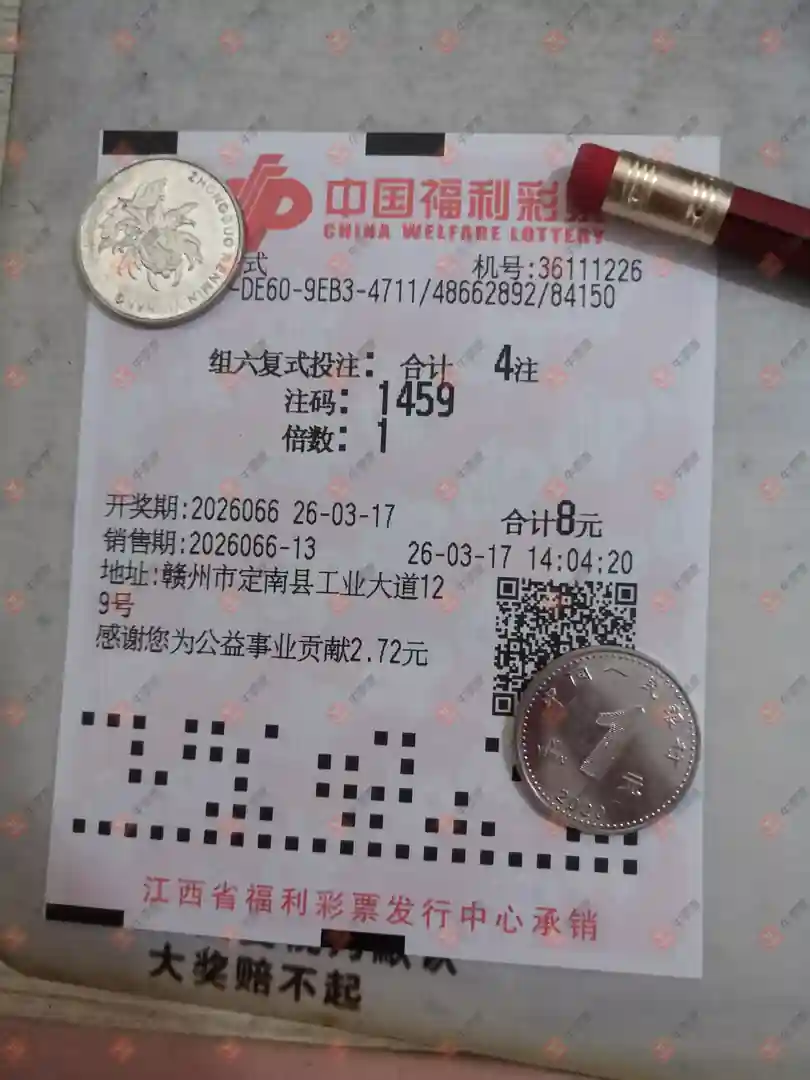 中国福利彩票
CHINA WELFARE LOTTERY
式 机号:36111226
-DE60-9EB3-4711/48662892/84150
组六复式投注: 合计 4注
注码: 1459
倍数: 1
开奖期:2026066 26-03-17 合计8元
销售期:2026066-13 26-03-17 14:04:20
地址:赣州市定南县工业大道12
9号
感谢您为公益事业贡献2.72元
1
元
江西省福利彩票发行中心承销
大奖赔不起